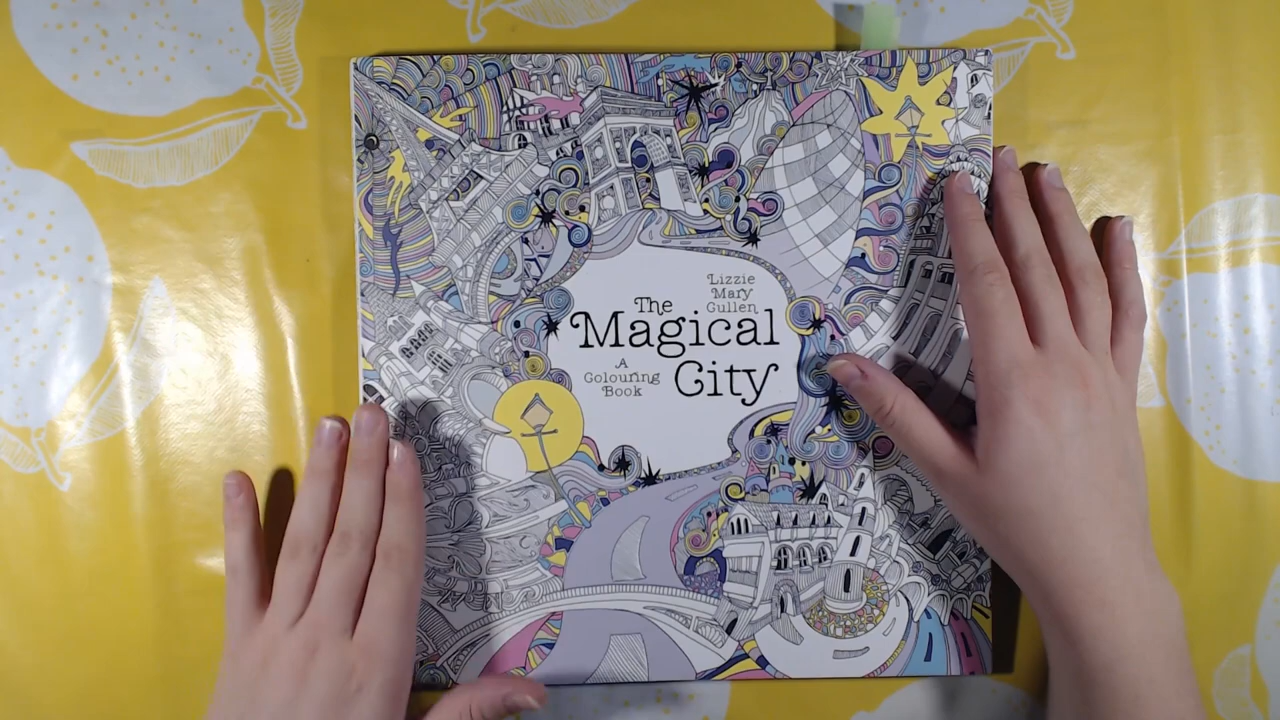 Lizzie
Mary
Cullen
The
Magical
City
A
Colouring
Book